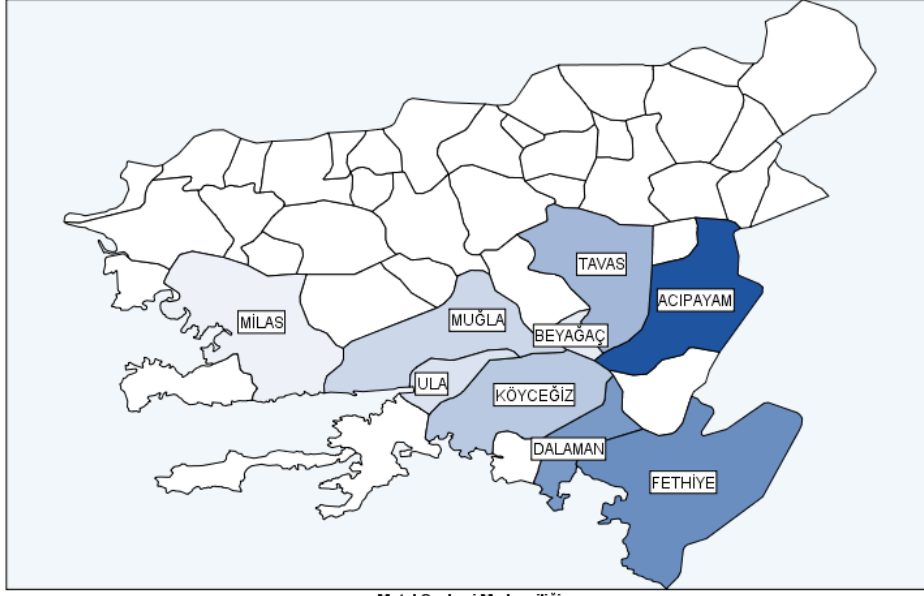 TAVAS
ACIPAYAM
MİLAS
MUĞLA
BEYAĞAÇ
ULA
KÖYCEĞİZ
DALAMAN
FETHİYE